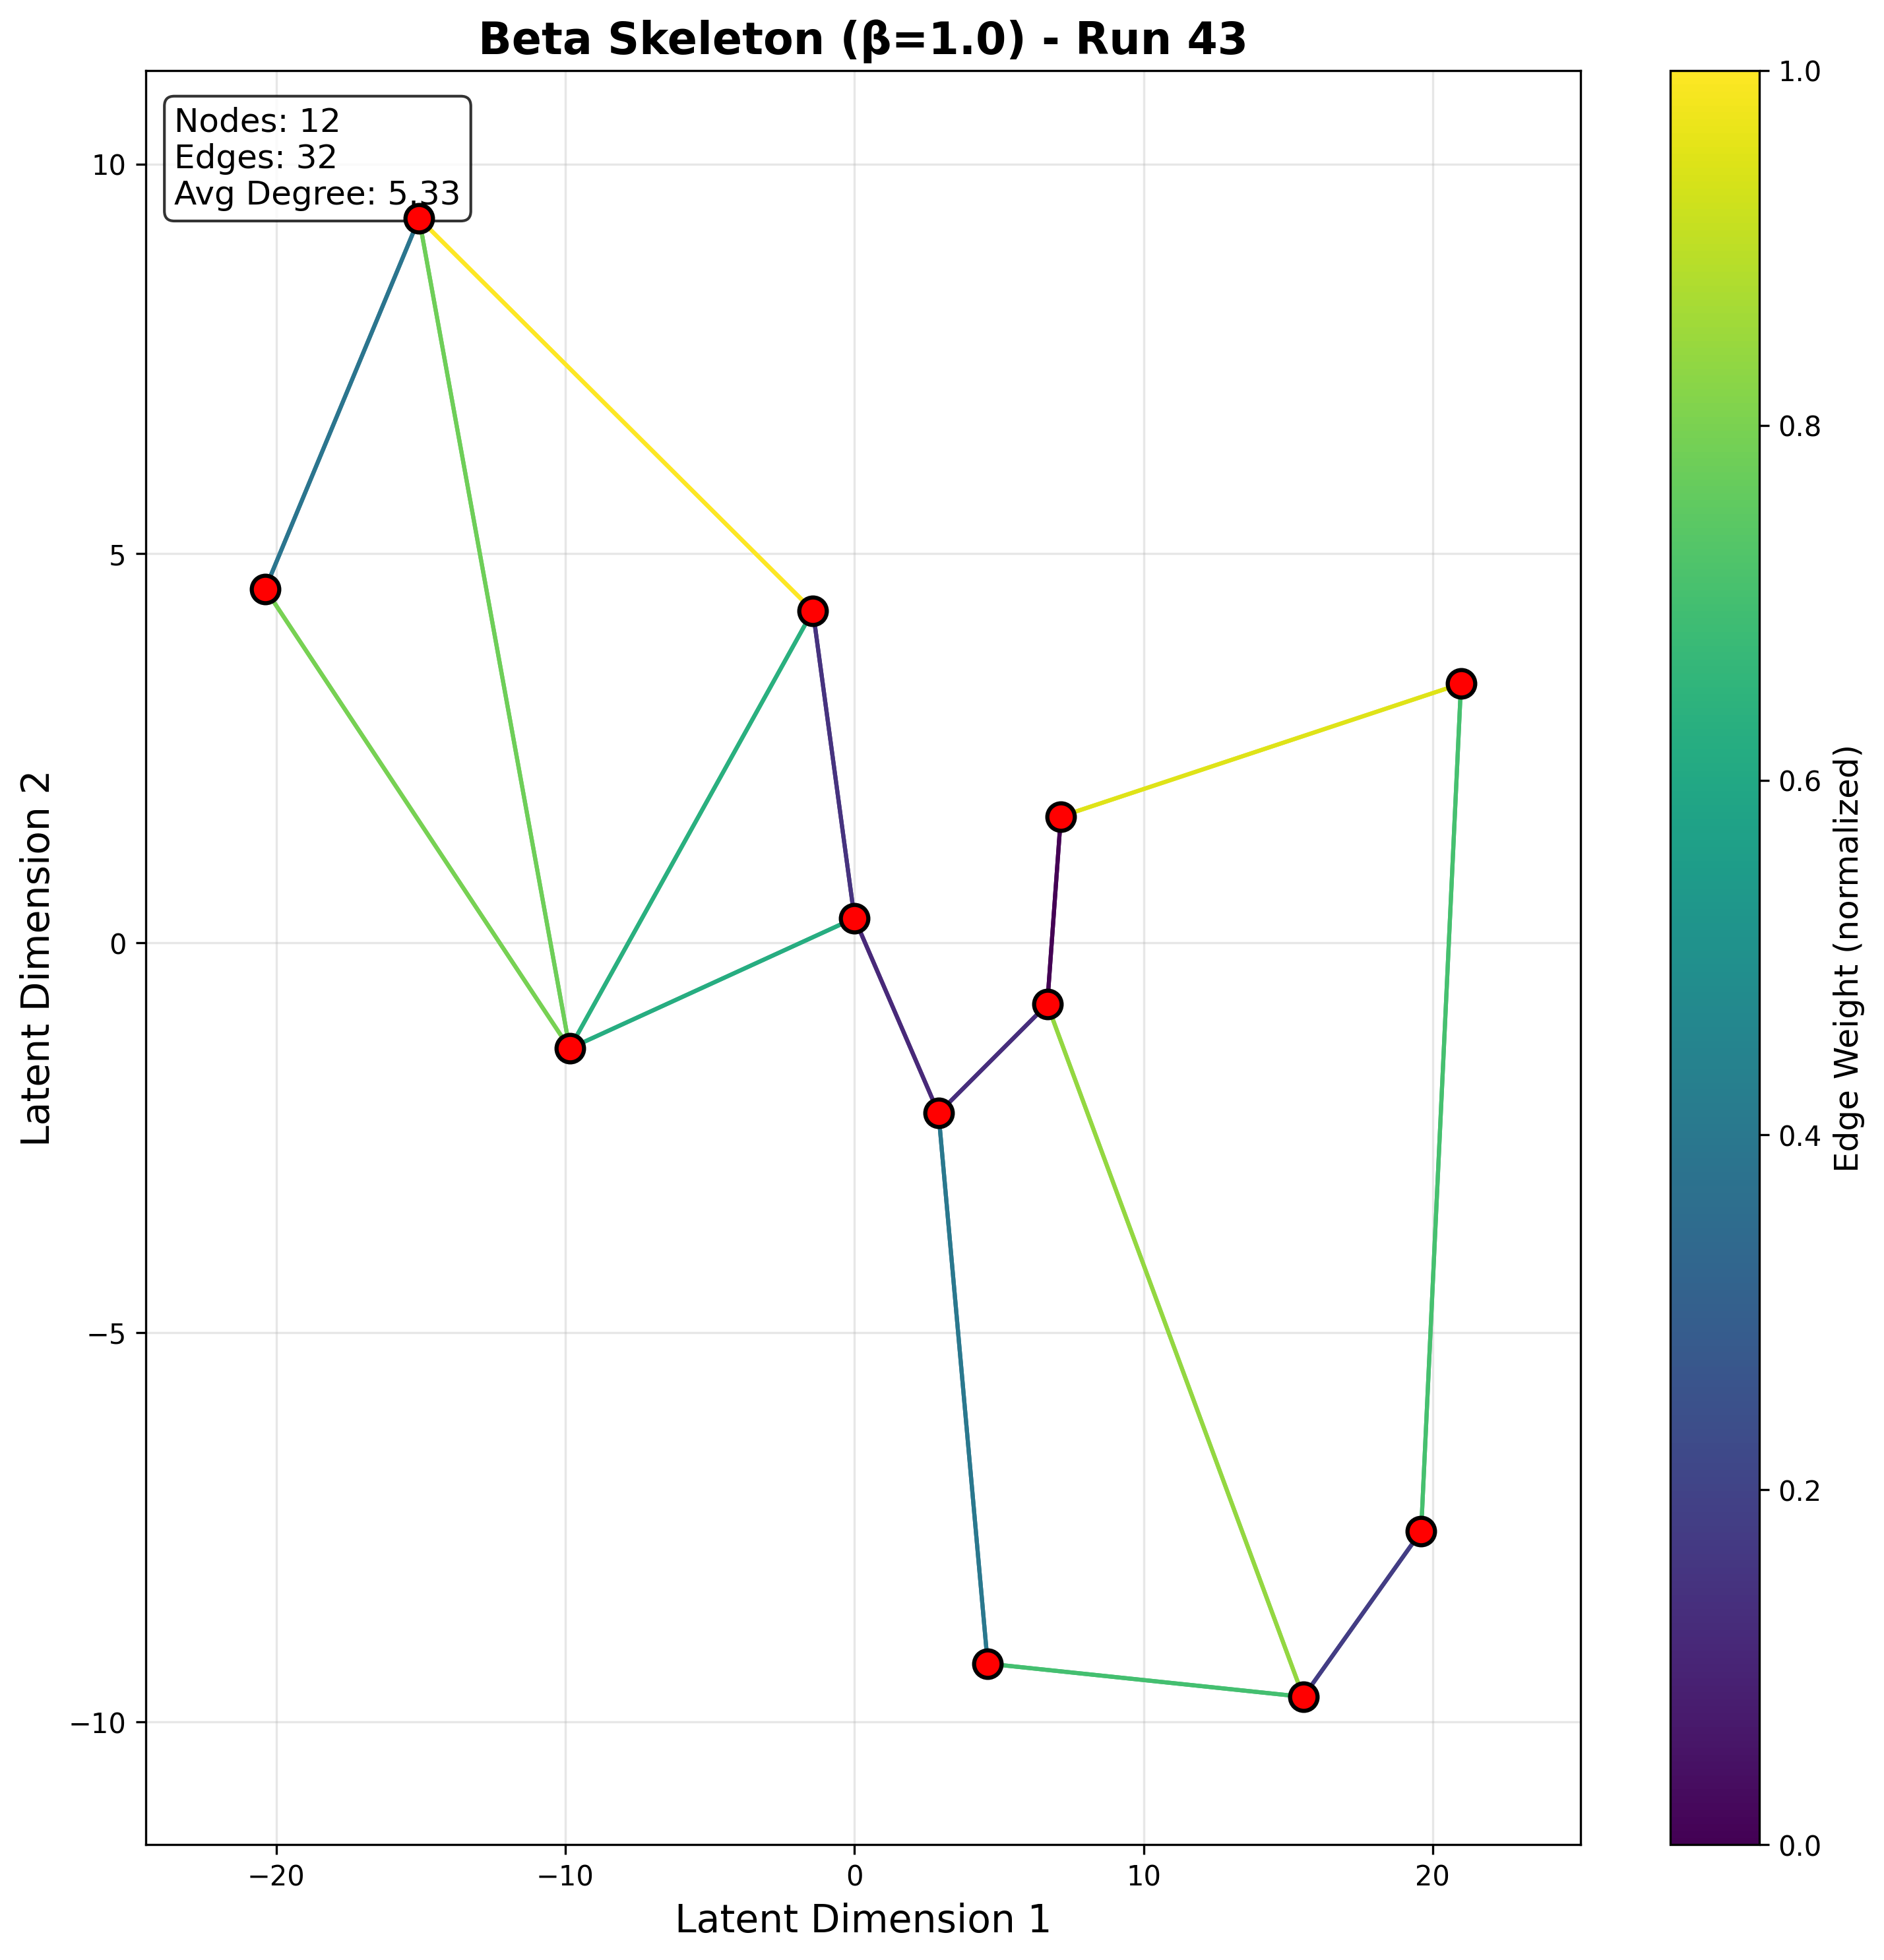 Beta Skeleton (β=1.0) - Run 43
Nodes: 12
Edges: 32
Avg Degree: 5.33
10
5
0
−5
−10
Latent Dimension 2
−20
−10
0
10
20
Latent Dimension 1
1.0
0.8
0.6
0.4
0.2
0.0
Edge Weight (normalized)